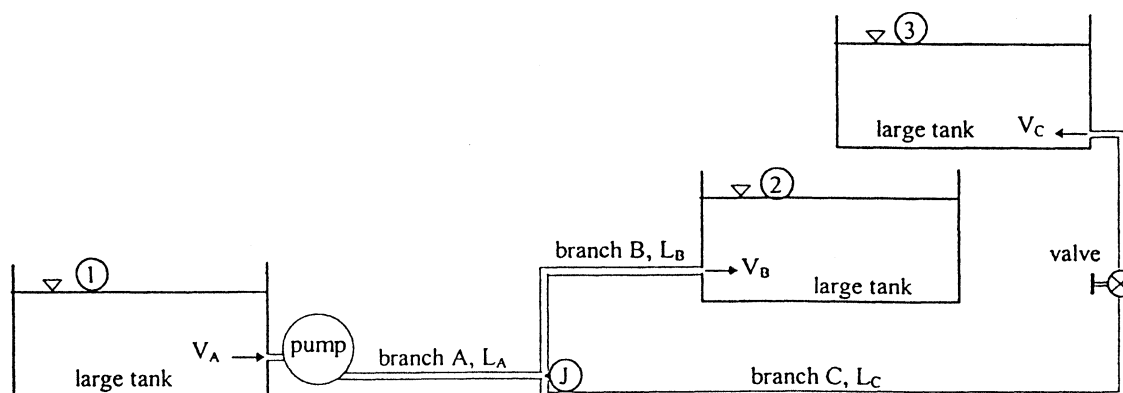 3
large tank
V_C
2
branch B, L_B
V_B
large tank
valve
1
V_A
pump
large tank
branch A, L_A
J
branch C, L_C